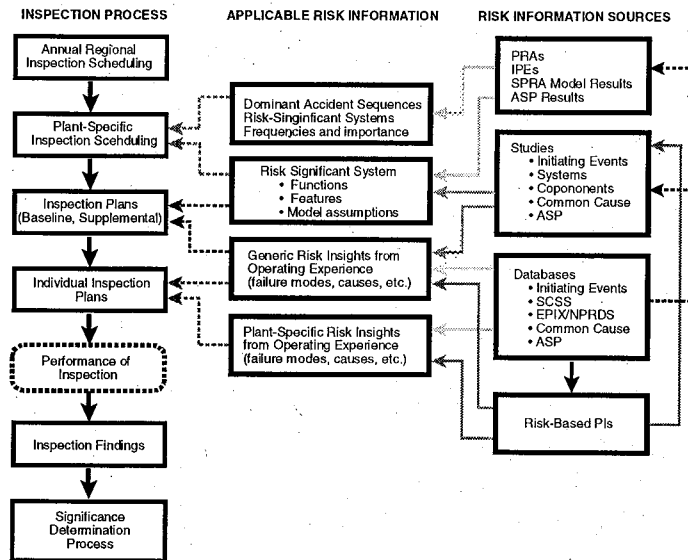 INSPECTION PROCESS
Annual Regional
Inspection Scheduling
Plant-Specific
Inspection Scehduling
Inspection Plans
(Baseline, Supplemental)
Individual Inspection
Plans
Performance of
Inspection
Inspection Findings
Significance
Determination
Process
APPLICABLE RISK INFORMATION
Dominant Accident Sequences
Risk-Singinficant Systems
Frequencies and importance
Risk Significant System
• Functions
• Features
• Model assumptions
Generic Risk Insights from
Operating Experience
(failure modes, causes, etc.)
Plant-Specific Risk Insights
from Operating Experience
(failure modes, causes, etc.)
RISK INFORMATION SOURCES
PRAs
IPEs
SPRA Model Results
ASP Results
Studies
• Initiating Events
• Systems
• Coponents
• Common Cause
• ASP
Databases
• Initiating Events
• SCSS
• EPIX/NPRDS
• Common Cause
• ASP
Risk-Based PIs